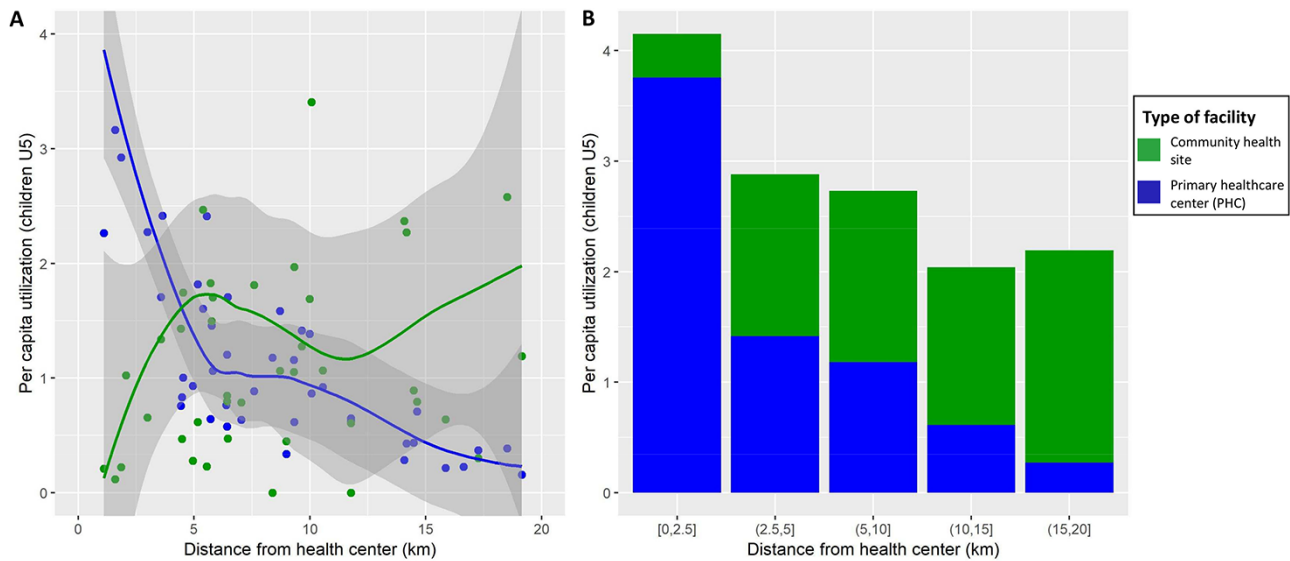 A
Per capita utilization (children U5)
4
3
2
1
0
0 5 10 15 20
Distance from health center (km)
B
Per capita utilization (children U5)
4
3
2
1
0
[0,2.5] (2.5,5] (5,10] (10,15] (15,20]
Distance from health center (km)
Type of facility
Community health
site
Primary healthcare
center (PHC)